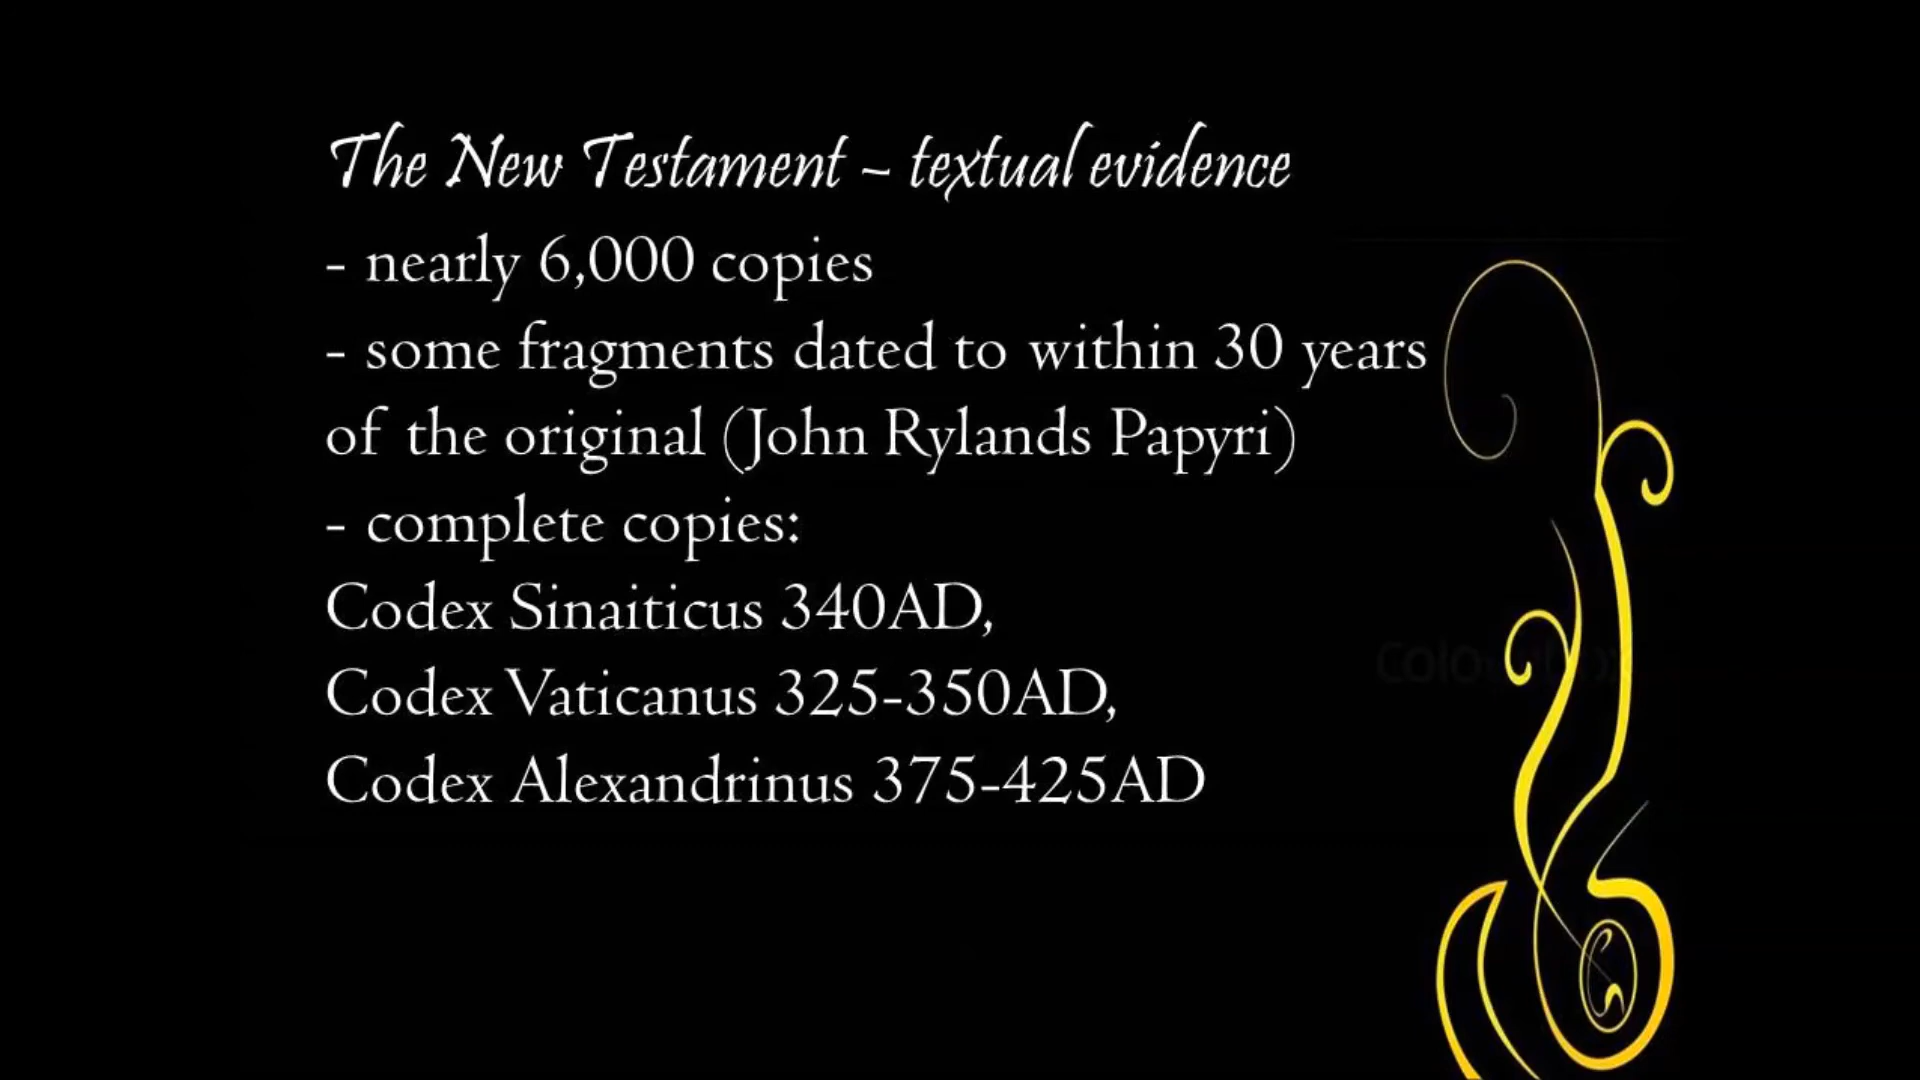 The New Testament – textual evidence
- nearly 6,000 copies
- some fragments dated to within 30 years
of the original (John Rylands Papyri)
- complete copies:
Codex Sinaiticus 340AD,
Codex Vaticanus 325-350AD,
Codex Alexandrinus 375-425AD